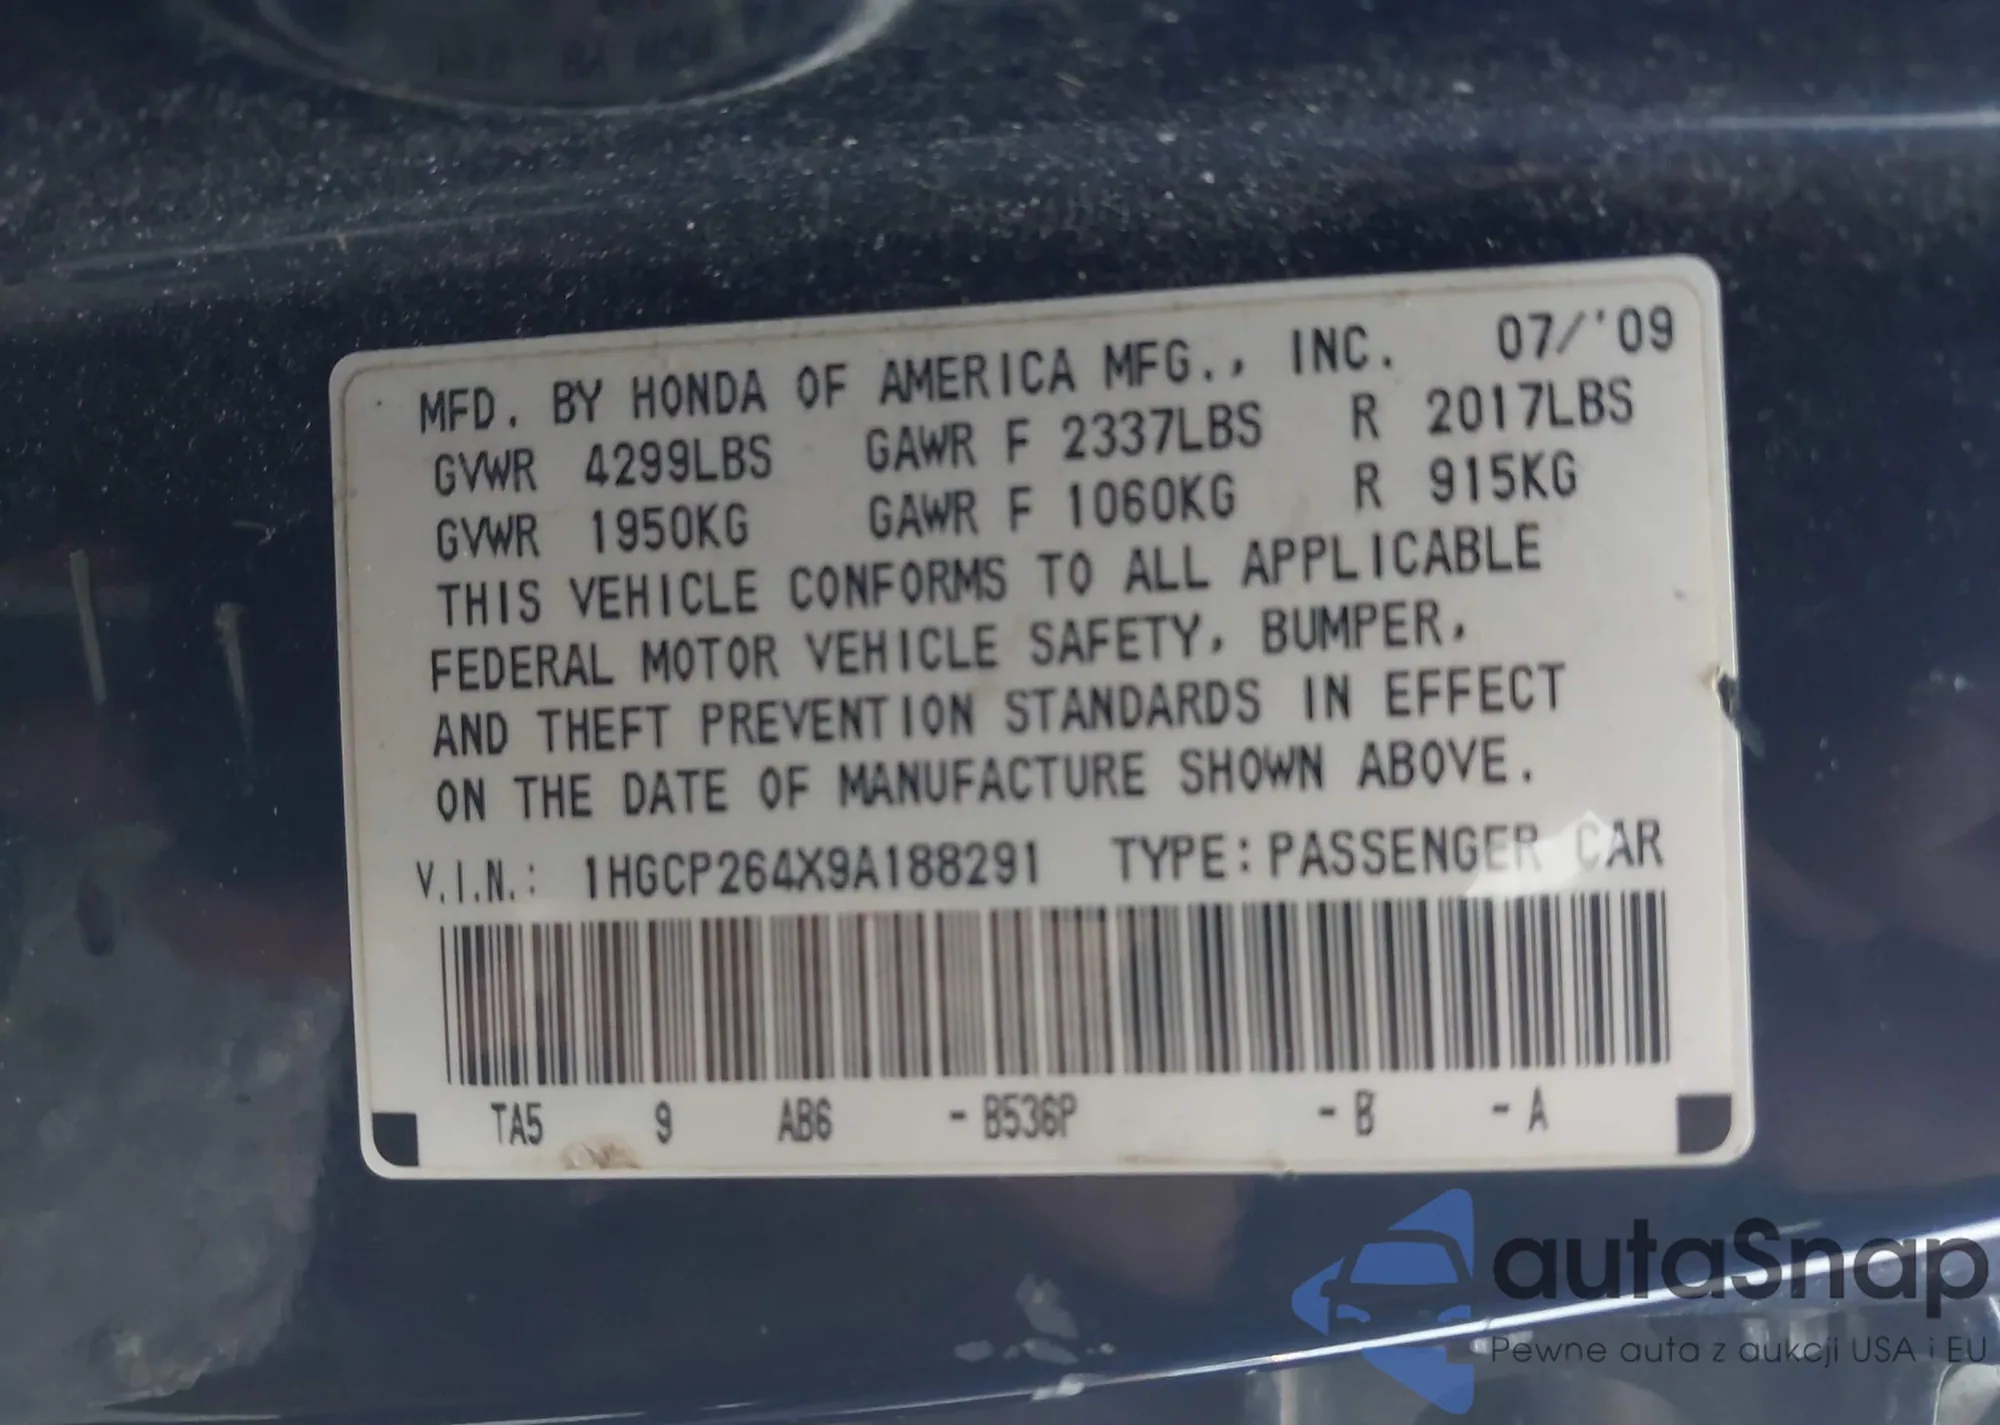 MFD. BY HONDA OF AMERICA MFG., INC. 07/'09
GVWR 4299LBS GAWR F 2337LBS R 2017LBS
GVWR 1950KG GAWR F 1060KG R 915KG
THIS VEHICLE CONFORMS TO ALL APPLICABLE
FEDERAL MOTOR VEHICLE SAFETY, BUMPER,
AND THEFT PREVENTION STANDARDS IN EFFECT
ON THE DATE OF MANUFACTURE SHOWN ABOVE.
V.I.N.: 1HGCP264X9A188291 TYPE: PASSENGER CAR
TA5 9 AB6 -B536P -B -A
autaSnap
Pewne auta z aukcji USA i EU